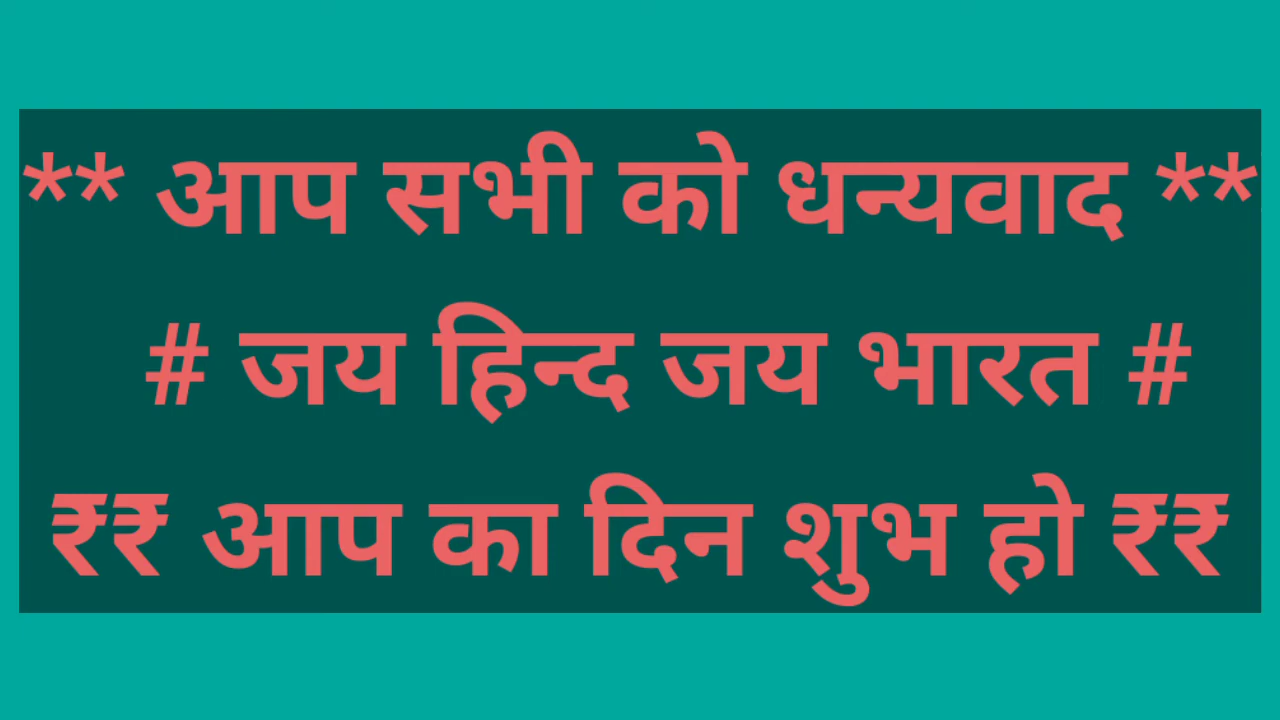 ** आप सभी को धन्यवाद **
# जय हिन्द जय भारत #
₹₹ आप का दिन शुभ हो ₹₹